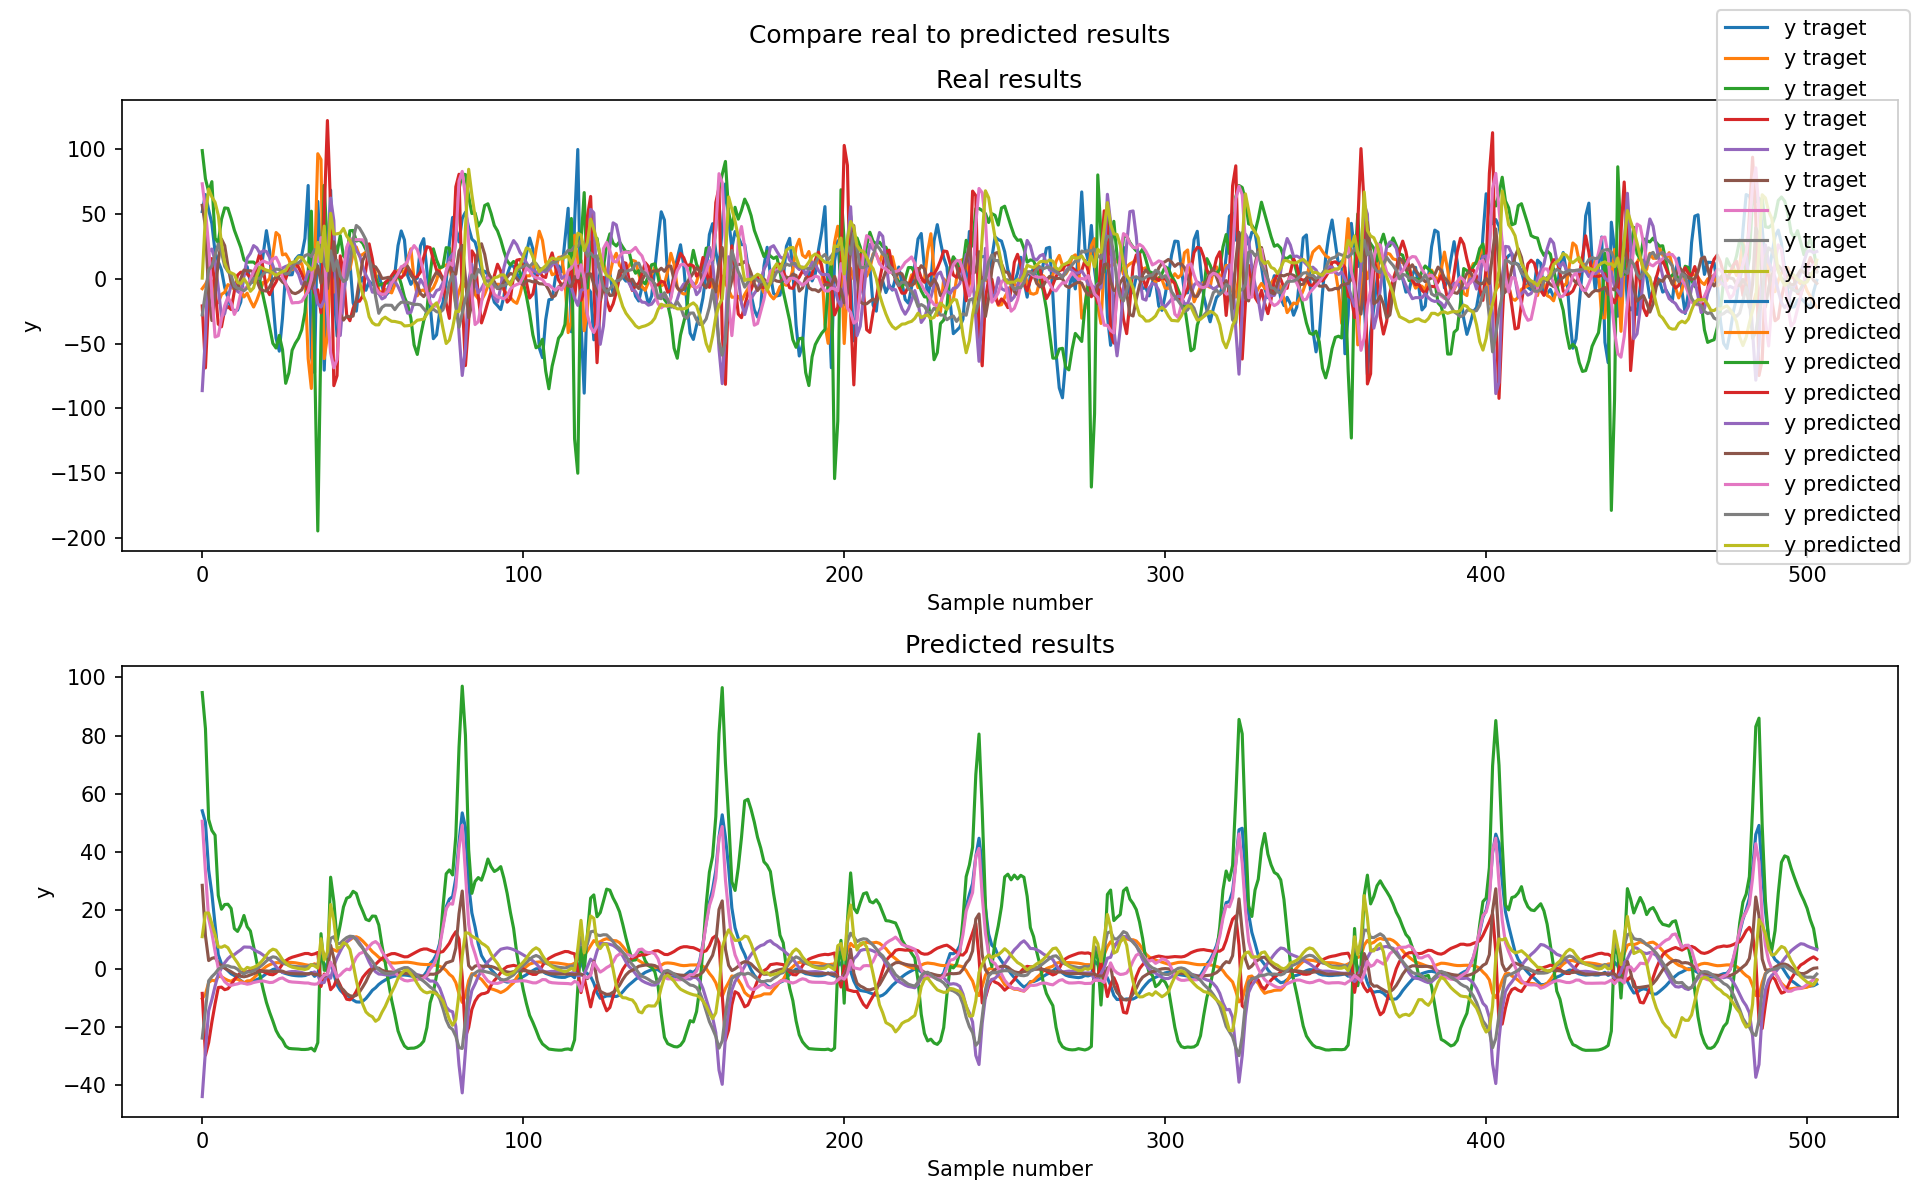 Compare real to predicted results
Real results
y traget
y traget
y traget
y traget
y traget
y traget
y traget
y traget
y traget
y predicted
y predicted
y predicted
y predicted
y predicted
y predicted
y predicted
y predicted
y predicted
100
50
0
−50
−100
−150
−200
y
0 100 200 300 400 500
Sample number
Predicted results
100
80
60
40
20
0
−20
−40
y
0 100 200 300 400 500
Sample number